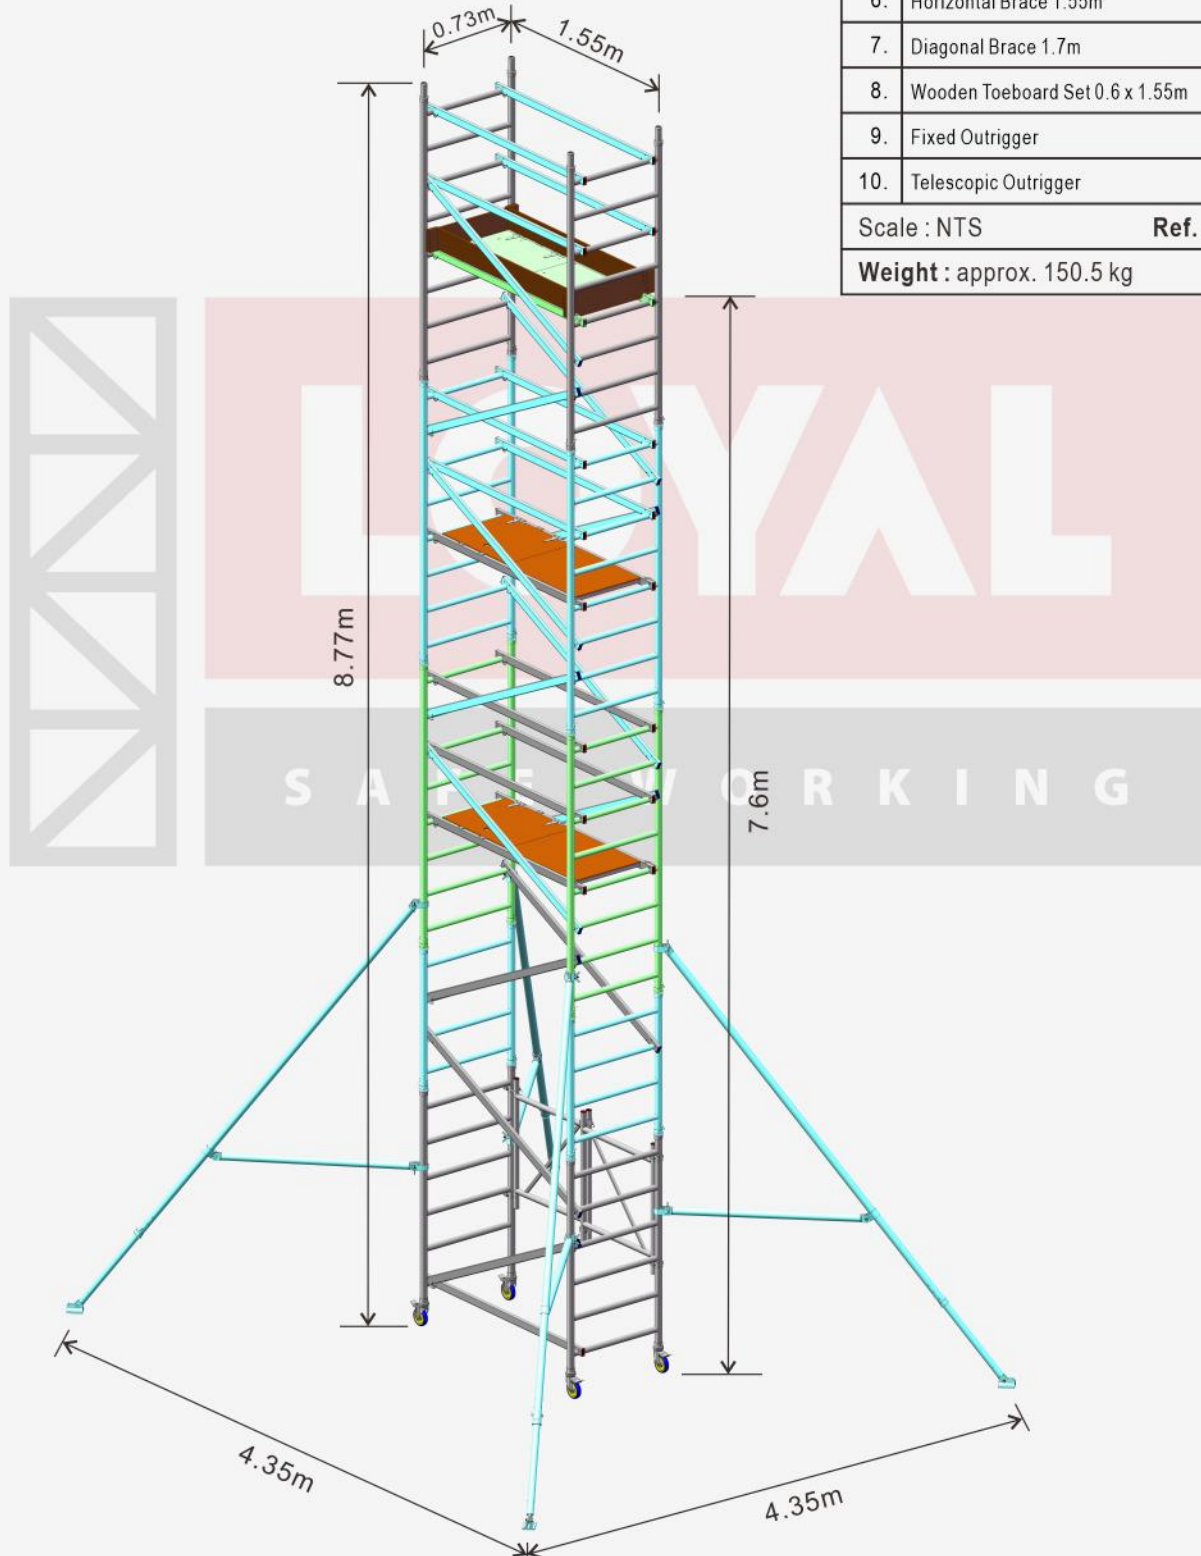 0.73m
1.55m
6. Horizontal Brace 1.55m
7. Diagonal Brace 1.7m
8. Wooden Toeboard Set 0.6 x 1.55m
9. Fixed Outrigger
10. Telescopic Outrigger
Scale : NTS Ref.
Weight : approx. 150.5 kg
LOYAL
8.77m
SAFE WORKING
7.6m
4.35m
4.35m